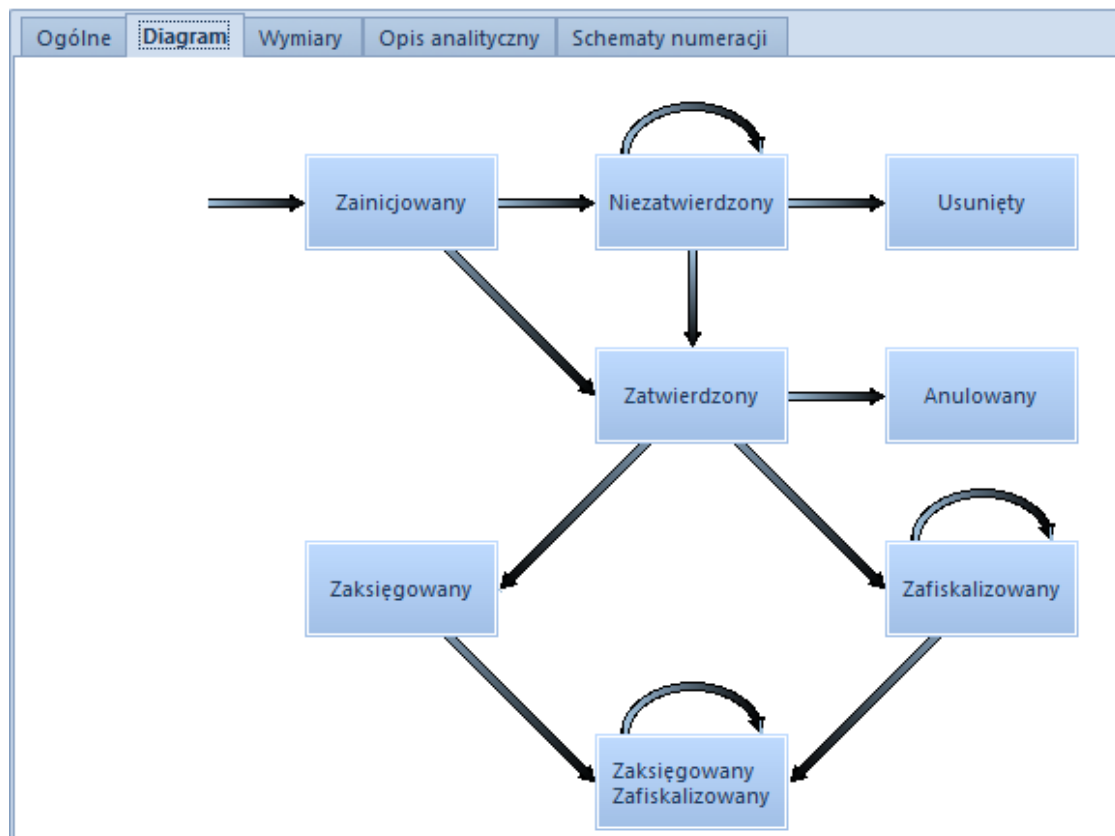 Ogólne Diagram Wymiary Opis analityczny Schematy numeracji
Zainicjowany Niezatwierdzony Usunięty
Zatwierdzony Anulowany
Zaksięgowany Zafiskalizowany
Zaksięgowany
Zafiskalizowany